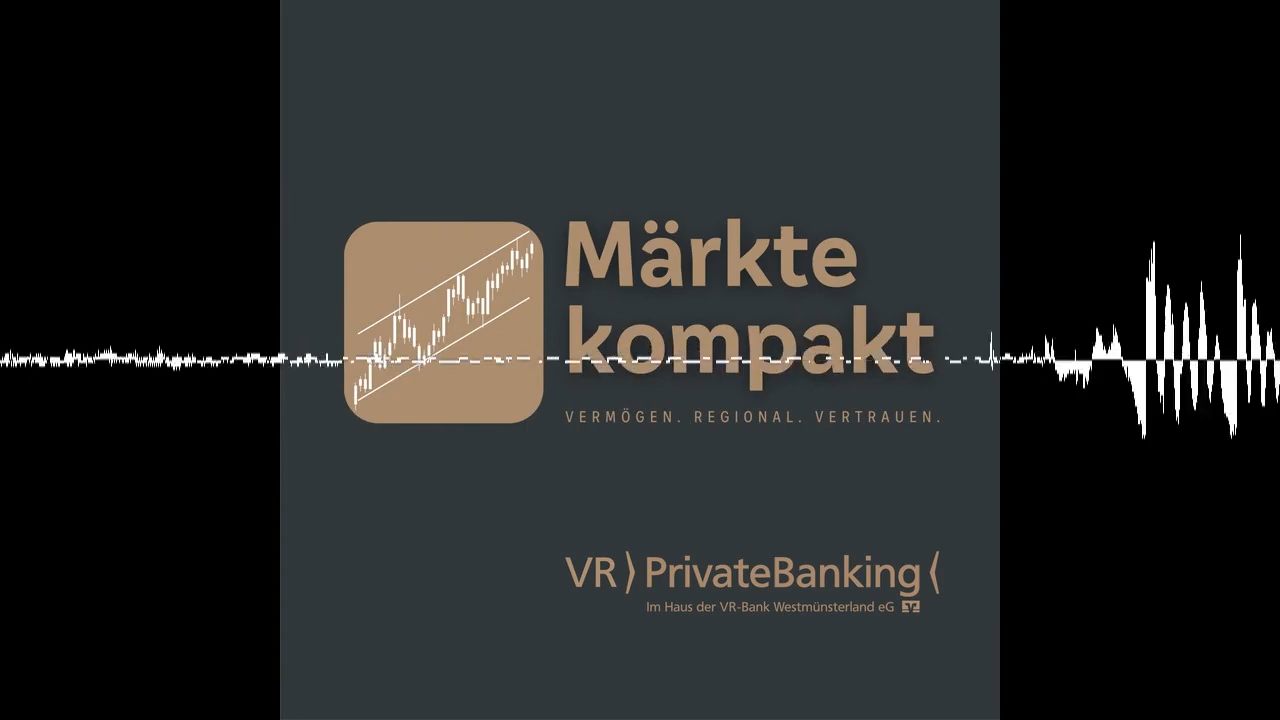 Märkte
kompakt
VERMÖGEN. REGIONAL. VERTRAUEN.
VR⟩PrivateBanking⟨
Im Haus der VR-Bank Westmünsterland eG